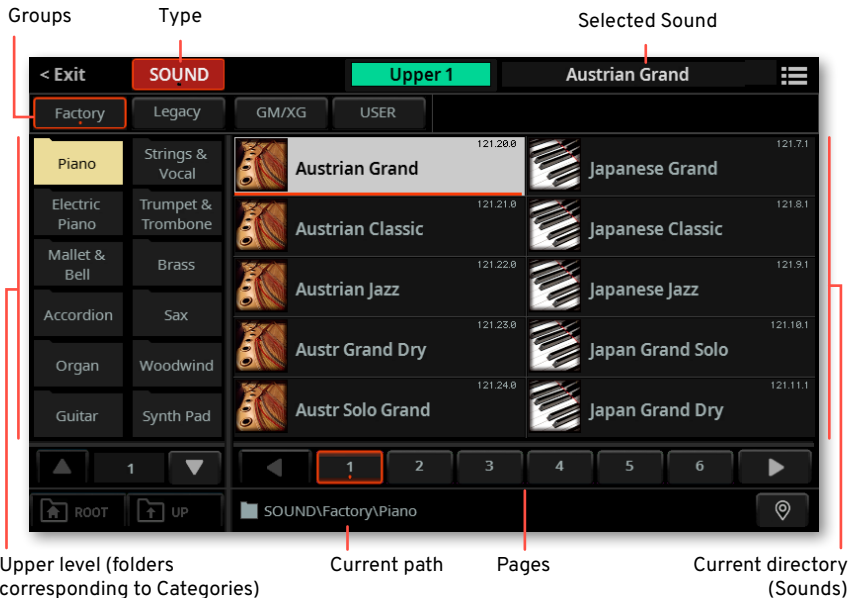 Groups
Type
Selected Sound
< Exit
SOUND
Upper 1
Austrian Grand
Factory
Legacy
GM/XG
USER
Piano
Strings &
Vocal
Electric
Piano
Trumpet &
Trombone
Mallet &
Bell
Brass
Accordion
Sax
Organ
Woodwind
Guitar
Synth Pad
121.20.0
Austrian Grand
121.7.1
Japanese Grand
121.21.0
Austrian Classic
121.8.1
Japanese Classic
121.22.0
Austrian Jazz
121.9.1
Japanese Jazz
121.23.0
Austr Grand Dry
121.10.1
Japan Grand Solo
121.24.0
Austr Solo Grand
121.11.1
Japan Grand Dry
1
1
2
3
4
5
6
ROOT
UP
SOUND\Factory\Piano
Upper level (folders
corresponding to Categories)
Current path
Pages
Current directory
(Sounds)